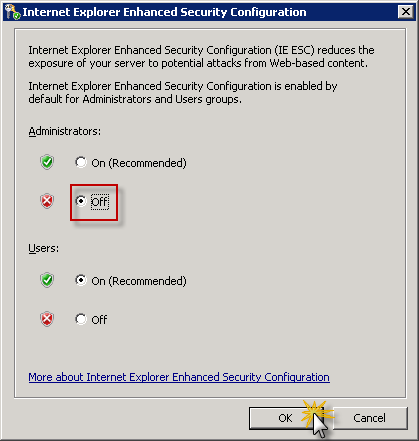 Internet Explorer Enhanced Security Configuration
Internet Explorer Enhanced Security Configuration (IE ESC) reduces the
exposure of your server to potential attacks from Web-based content.
Internet Explorer Enhanced Security Configuration is enabled by
default for Administrators and Users groups.
Administrators:
On (Recommended)
Off
Users:
On (Recommended)
Off
More about Internet Explorer Enhanced Security Configuration
OK
Cancel